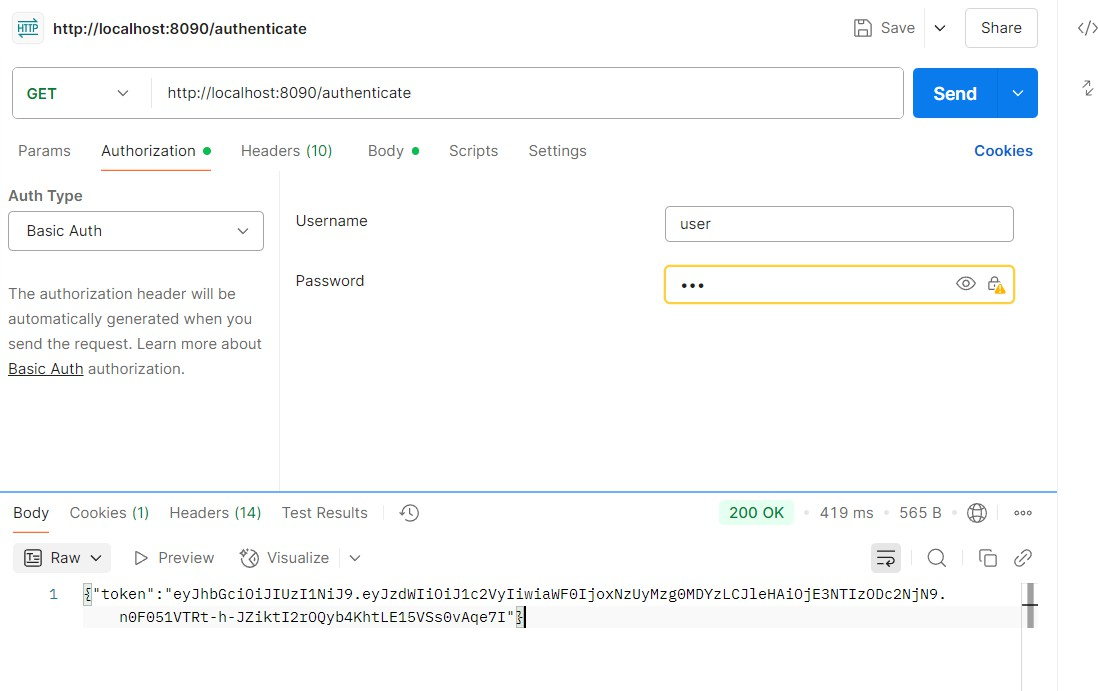 HTTP http://localhost:8090/authenticate Save Share
GET http://localhost:8090/authenticate Send
Params Authorization Headers (10) Body Scripts Settings Cookies
Auth Type
Basic Auth
Username user
Password •••
The authorization header will be
automatically generated when you
send the request. Learn more about
Basic Auth authorization.
Body Cookies (1) Headers (14) Test Results 200 OK • 419 ms • 565 B
Raw Preview Visualize
1 {"token":"eyJhbGciOiJIUzI1NiJ9.eyJzdWIiOiJ1c2VyIiwiaWF0IjoxNzUyMzg0MDYzLCJleHAiOjE3NTIzODc2NjN9.
n0F051VTRt-h-JZiktI2rOQyb4KhtLE15VSs0vAqe7I"}